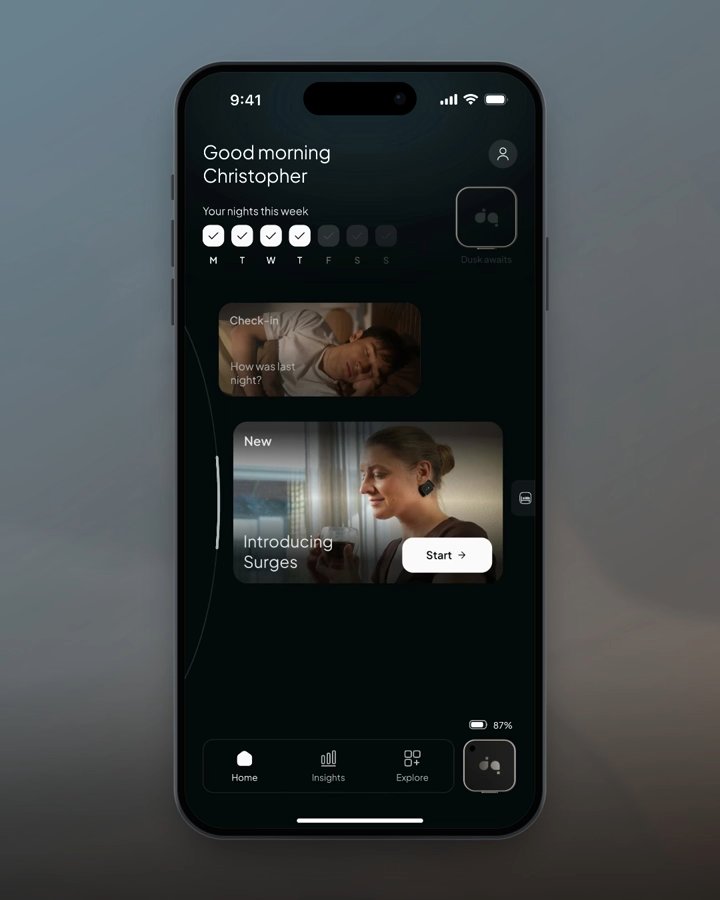 9:41
Good morning
Christopher
Your nights this week
M T W T F S S
Dusk awaits
Check-in
How was last
night?
New
Introducing
Surges
Start →
87%
Home
Insights
Explore